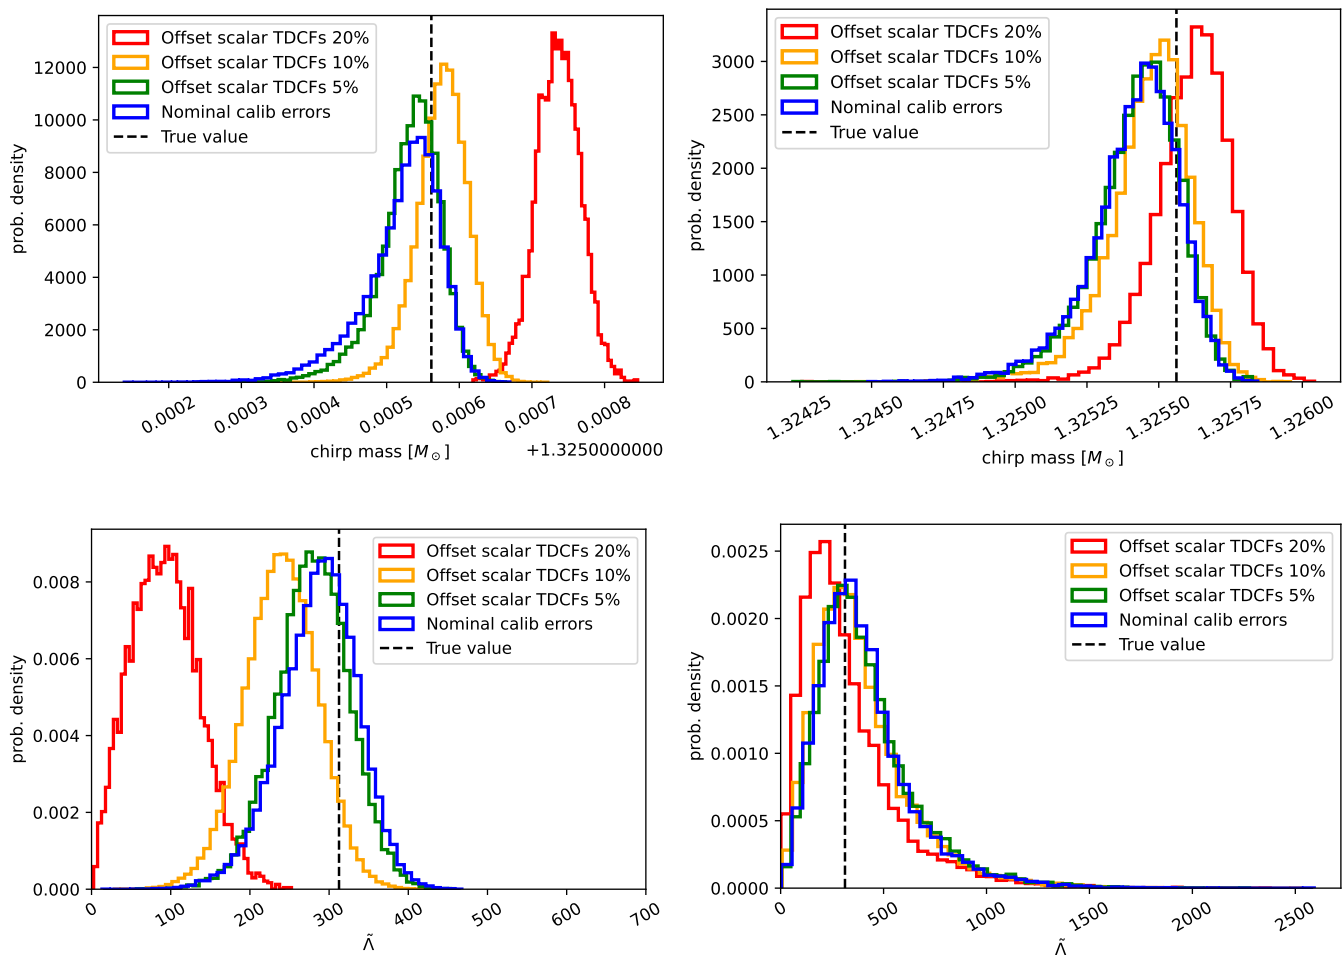 Offset scalar TDCFs 20%
Offset scalar TDCFs 10%
Offset scalar TDCFs 5%
Nominal calib errors
True value
prob. density
12000
10000
8000
6000
4000
2000
0
0.0002 0.0003 0.0004 0.0005 0.0006 0.0007 0.0008
chirp mass [M⊙]
+1.3250000000
Offset scalar TDCFs 20%
Offset scalar TDCFs 10%
Offset scalar TDCFs 5%
Nominal calib errors
True value
prob. density
3000
2500
2000
1500
1000
500
0
1.32425 1.32450 1.32475 1.32500 1.32525 1.32550 1.32575 1.32600
chirp mass [M⊙]
Offset scalar TDCFs 20%
Offset scalar TDCFs 10%
Offset scalar TDCFs 5%
Nominal calib errors
True value
prob. density
0.008
0.006
0.004
0.002
0.000
0 100 200 300 400 500 600 700
Λ̃
Offset scalar TDCFs 20%
Offset scalar TDCFs 10%
Offset scalar TDCFs 5%
Nominal calib errors
True value
prob. density
0.0025
0.0020
0.0015
0.0010
0.0005
0.0000
0 500 1000 1500 2000 2500
Λ̃